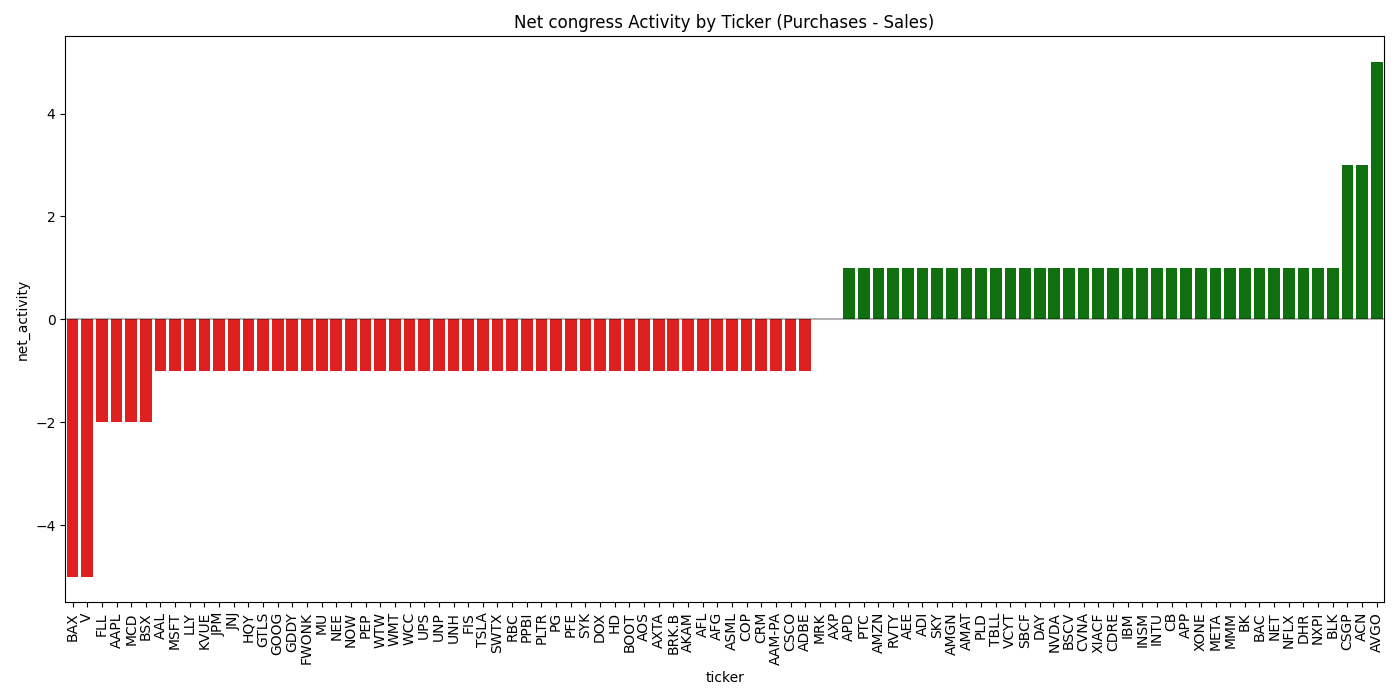 Net congress Activity by Ticker (Purchases - Sales)
net_activity
4
2
0
−2
−4
BAX
V
FLL
AAPL
MCD
BSX
AAL
MSFT
LLY
KVUE
JPM
JNJ
HQY
GTLS
GOOG
GDDY
FWONK
MU
NEE
NOW
PEP
WTW
WMT
WCC
UPS
UNP
UNH
FIS
TSLA
SWTX
RBC
PPBI
PLTR
PG
PFE
SYK
DOX
HD
BOOT
AOS
AXTA
BRK.B
AKAM
AFL
AFG
ASML
COP
CRM
AAM-PA
CSCO
ADBE
MRK
AXP
APD
PTC
AMZN
RVTY
AEE
ADI
SKY
AMGN
AMAT
PLD
TBLL
VCYT
SBCF
DAY
NVDA
BSCV
CVNA
XIACF
CDRE
IBM
INSM
INTU
CB
APP
XONE
META
MMM
BK
BAC
NET
NFLX
DHR
NXPI
BLK
CSGP
ACN
AVGO
ticker